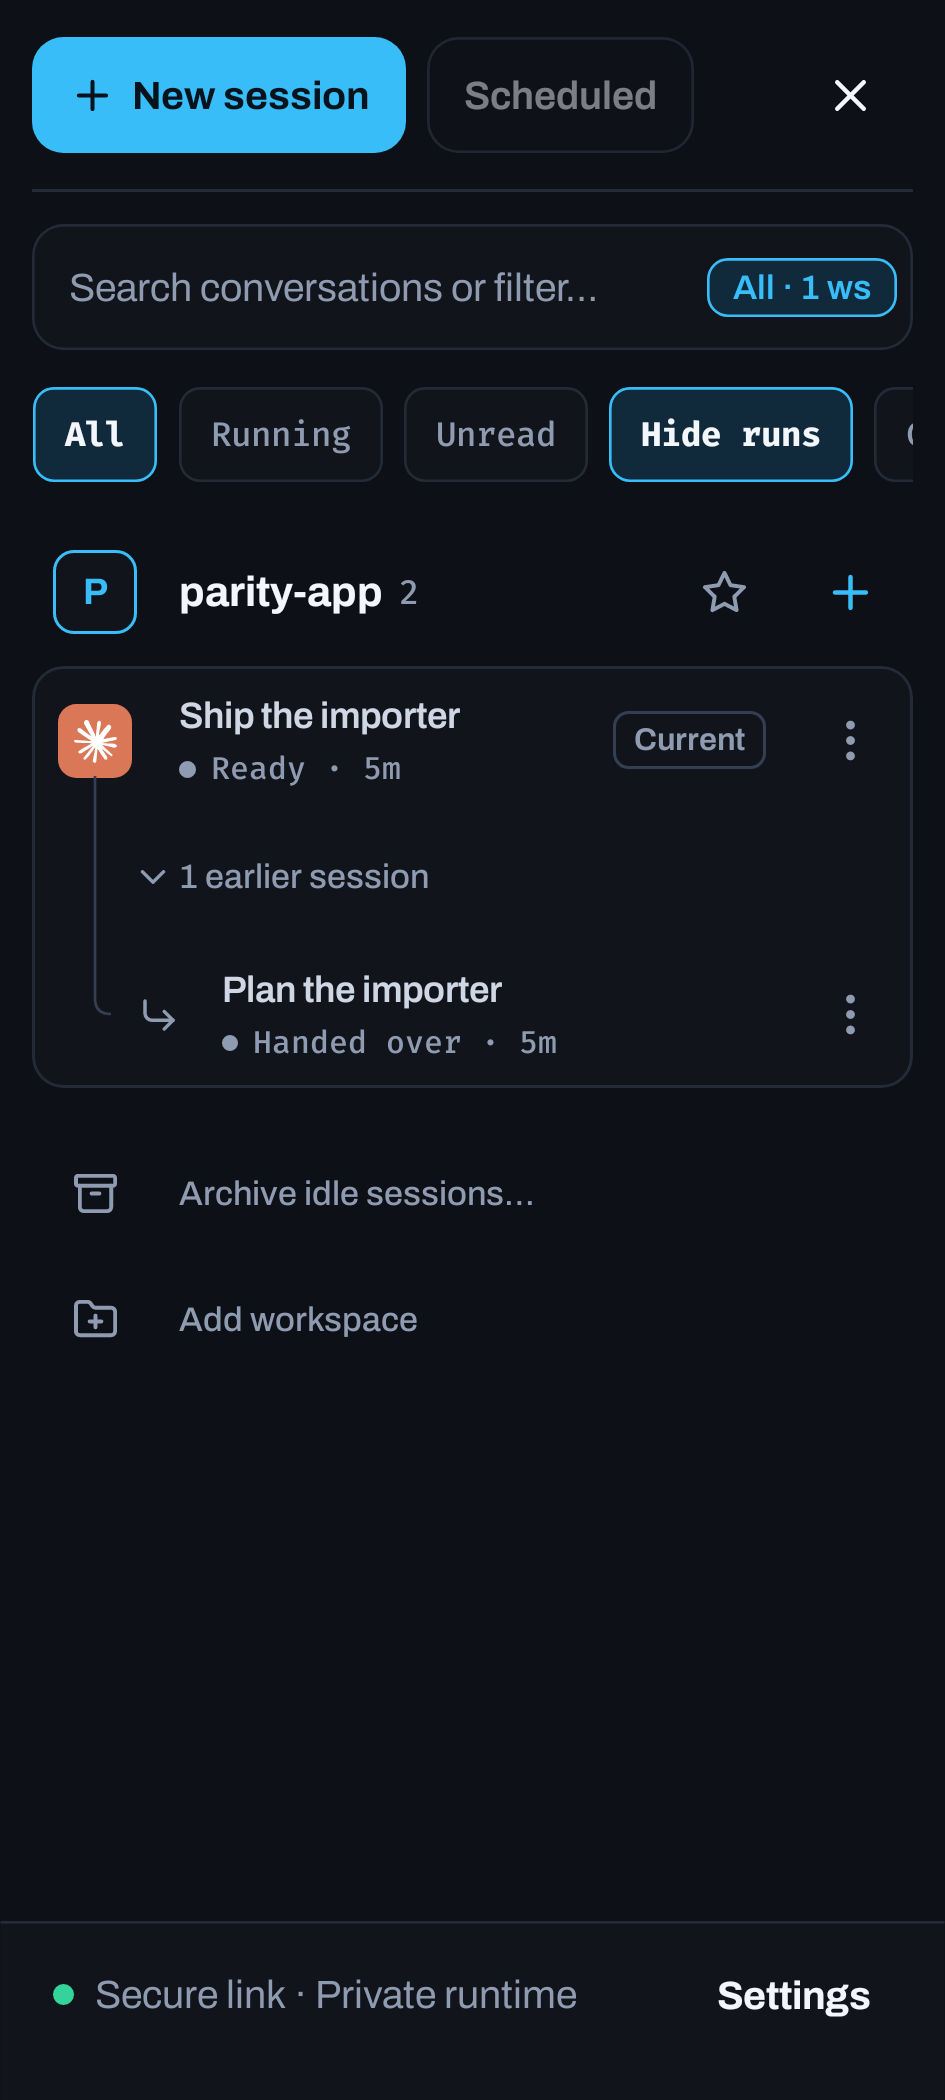 New session
Scheduled
Search conversations or filter...
All · 1 ws
All
Running
Unread
Hide runs
P
parity-app 2
Ship the importer
Ready · 5m
Current
1 earlier session
Plan the importer
Handed over · 5m
Archive idle sessions...
Add workspace
Secure link · Private runtime
Settings